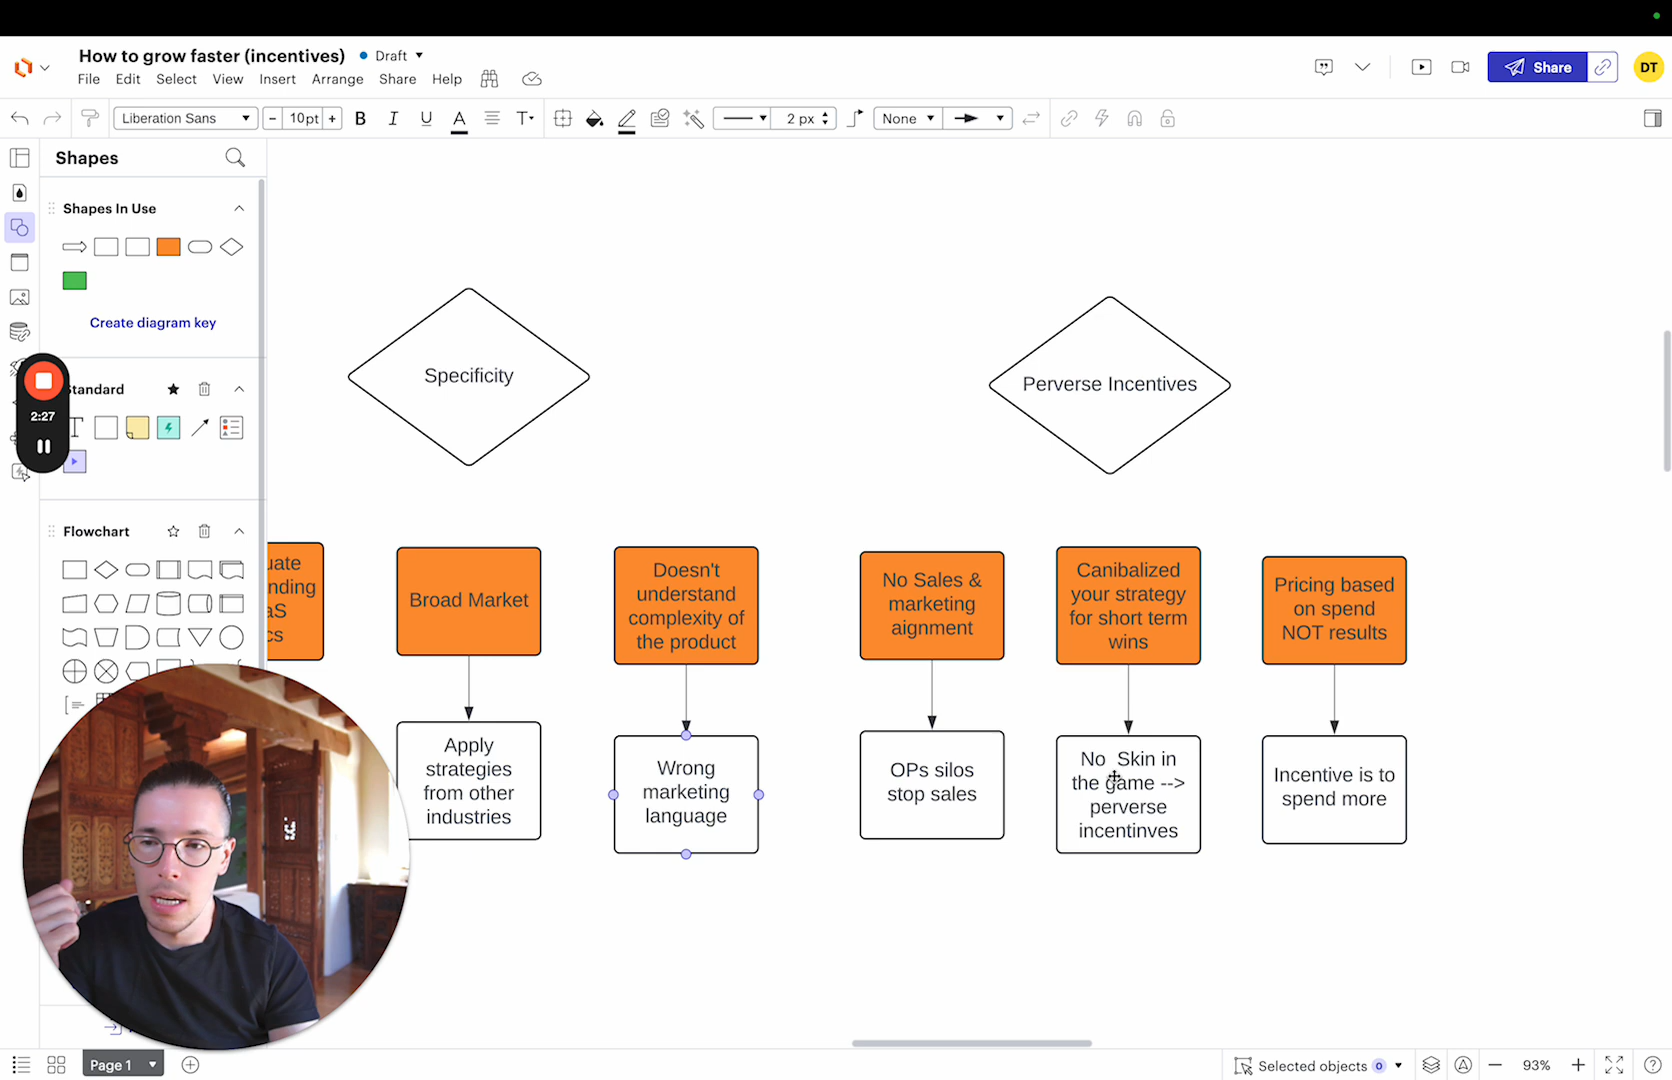 How to grow faster (incentives)
Draft
File Edit Select View Insert Arrange Share Help
Share
DT
Liberation Sans
− 10pt +
B I U A T
2 px
None
Shapes
Shapes In Use
Create diagram key
2:27
tandard
T
Flowchart
Specificity
Perverse Incentives
uate
nding
aS
cs
Broad Market
Doesn't
understand
complexity of
the product
No Sales &
marketing
aignment
Canibalized
your strategy
for short term
wins
Pricing based
on spend
NOT results
Apply
strategies
from other
industries
Wrong
marketing
language
OPs silos
stop sales
No Skin in
the game -->
perverse
incentinves
Incentive is to
spend more
Page 1
Selected objects 0
93%